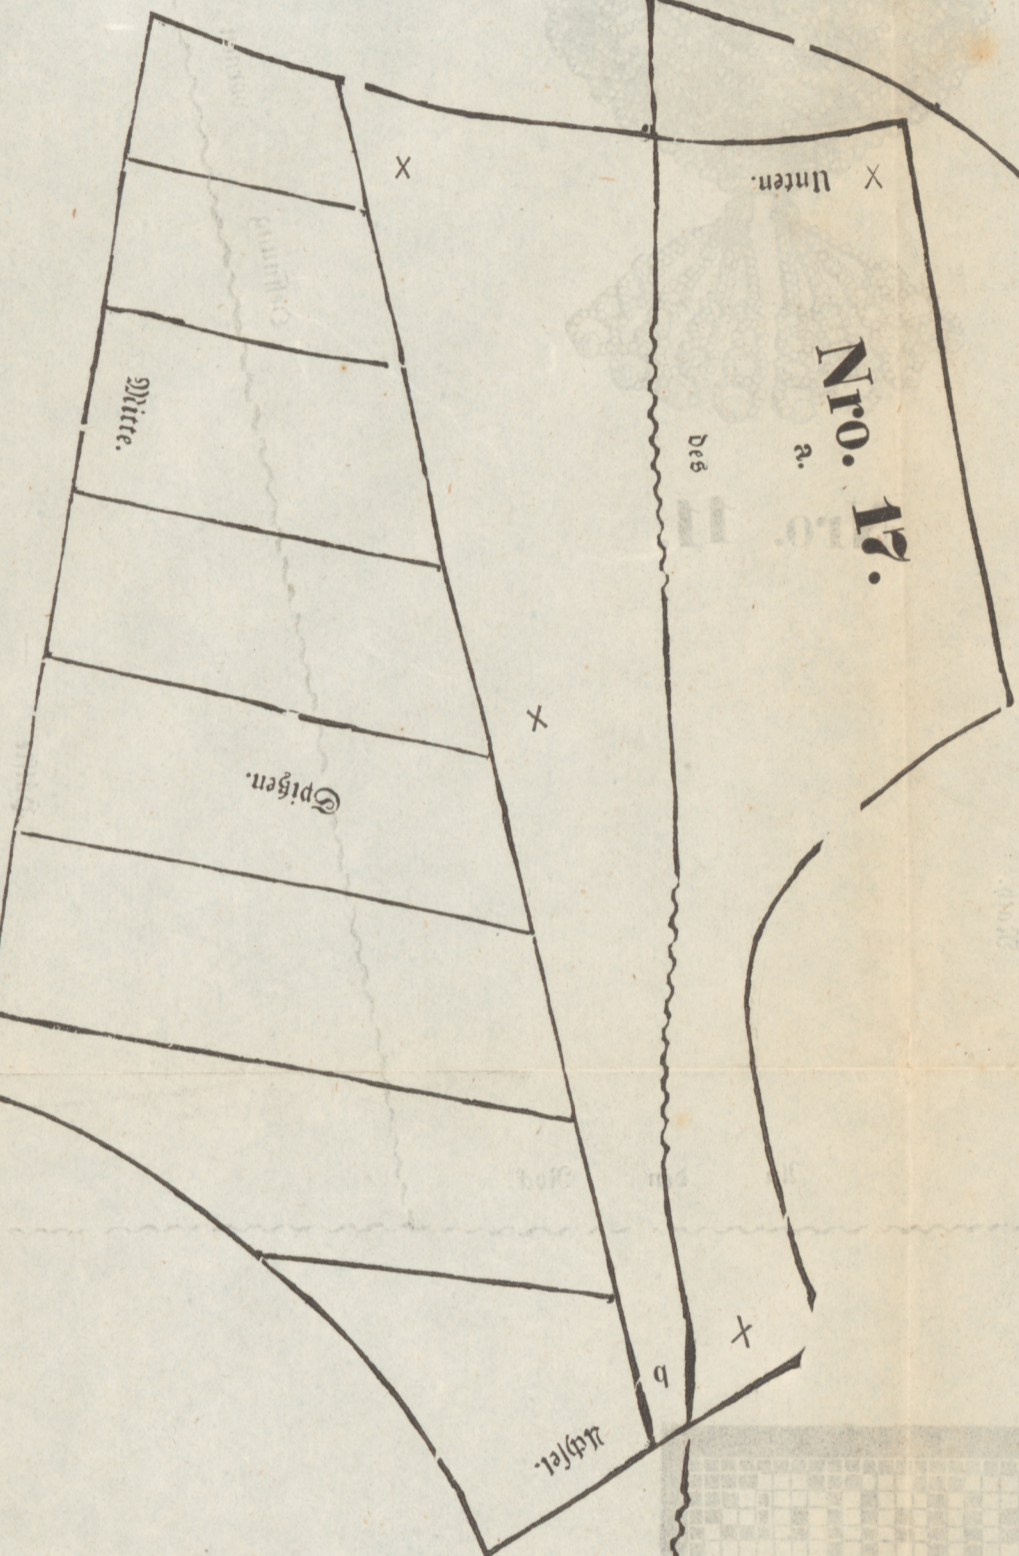 Unten.
Nro. 17.
a.
des
Mitte.
Spitzen.
b
Achsel.